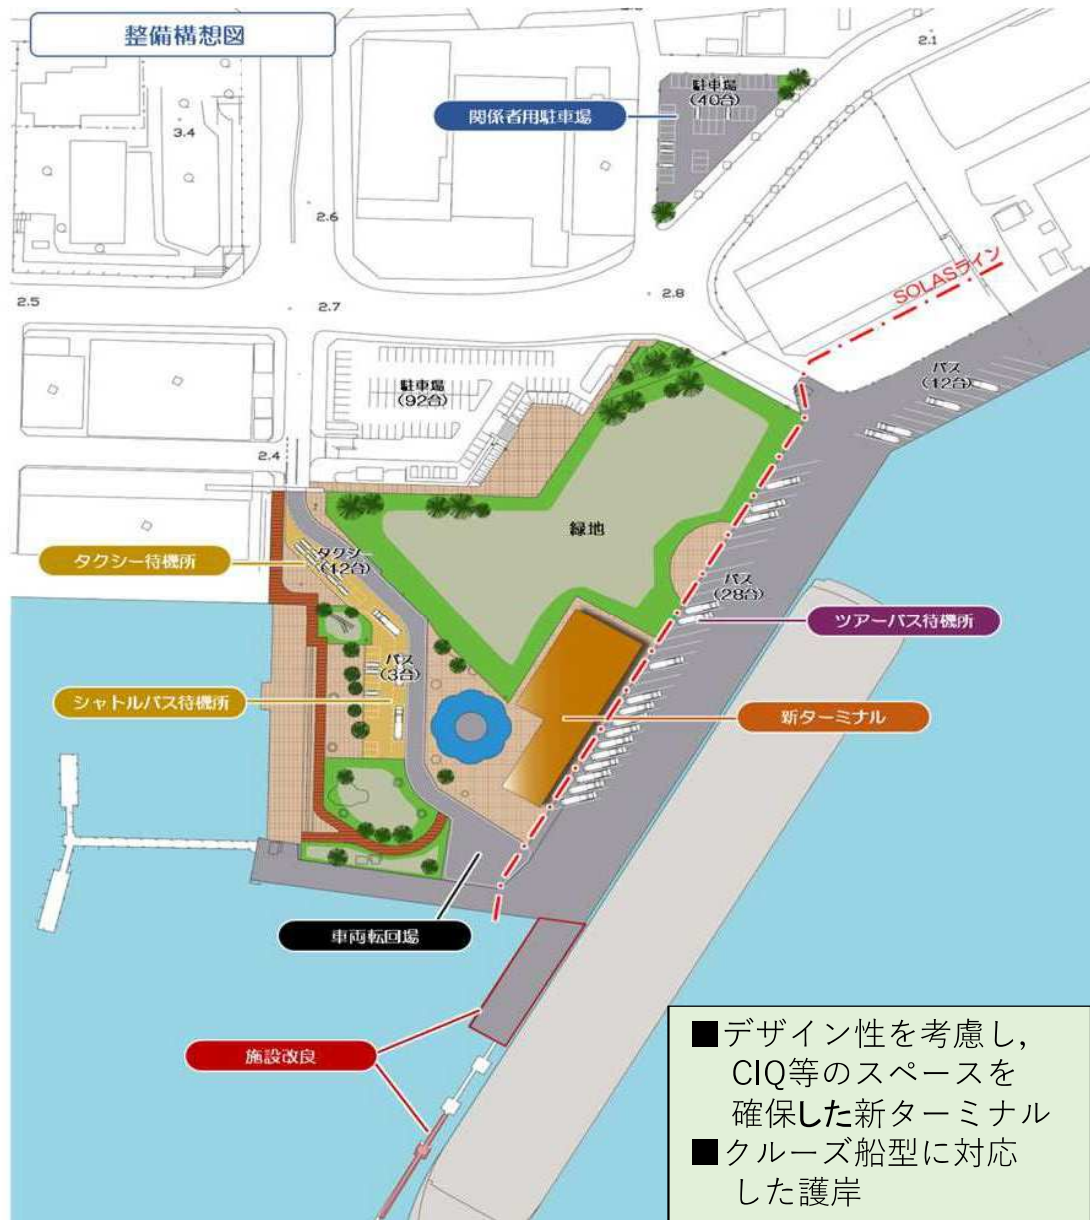 整備構想図
2.1
駐車場
(40台)
関係者用駐車場
3.4
2.6
SOLASライン
2.5
2.7
2.8
バス
(12台)
駐車場
(92台)
2.4
緑地
タクシー待機所
タクシー
(12台)
バス
(28台)
ツアーバス待機所
バス
(3台)
シャトルバス待機所
新ターミナル
車両転回場
施設改良
■デザイン性を考慮し,
CIQ等のスペースを
確保した新ターミナル
■クルーズ船型に対応
した護岸